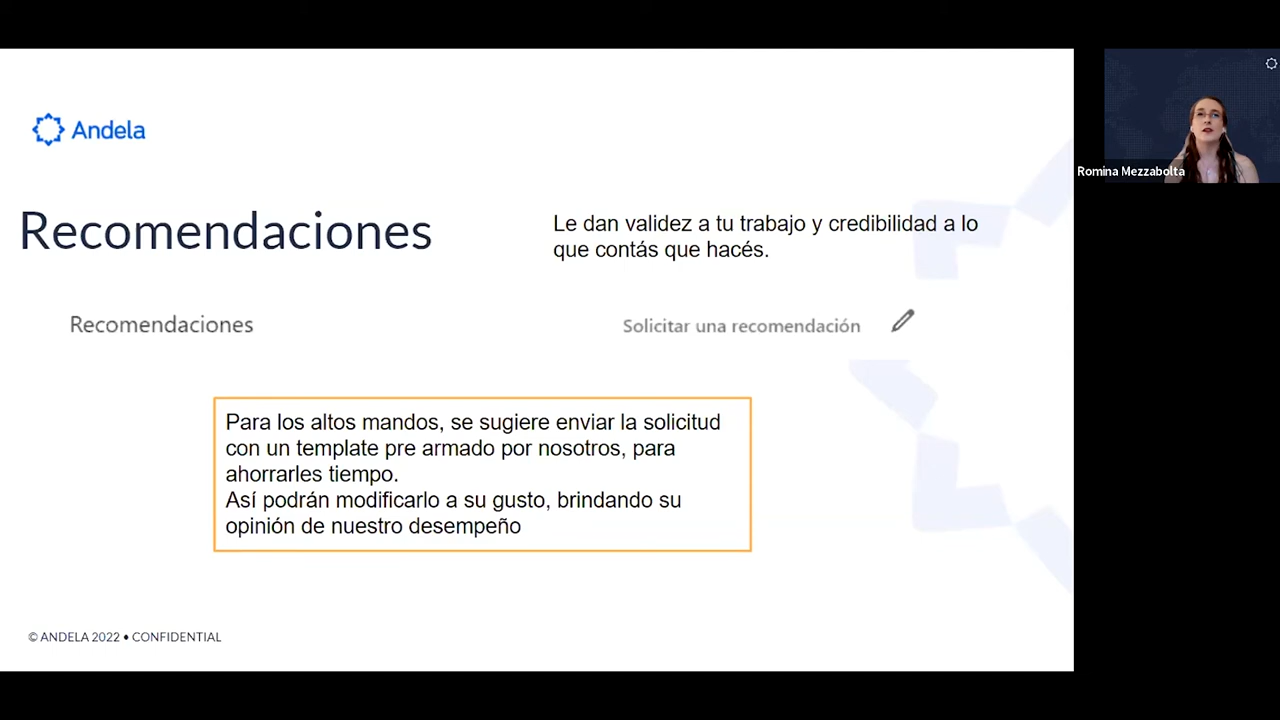 Andela
Romina Mezzabolta
Recomendaciones
Le dan validez a tu trabajo y credibilidad a lo
que contás que hacés.
Recomendaciones
Solicitar una recomendación
Para los altos mandos, se sugiere enviar la solicitud
con un template pre armado por nosotros, para
ahorrarles tiempo.
Así podrán modificarlo a su gusto, brindando su
opinión de nuestro desempeño
© ANDELA 2022 • CONFIDENTIAL